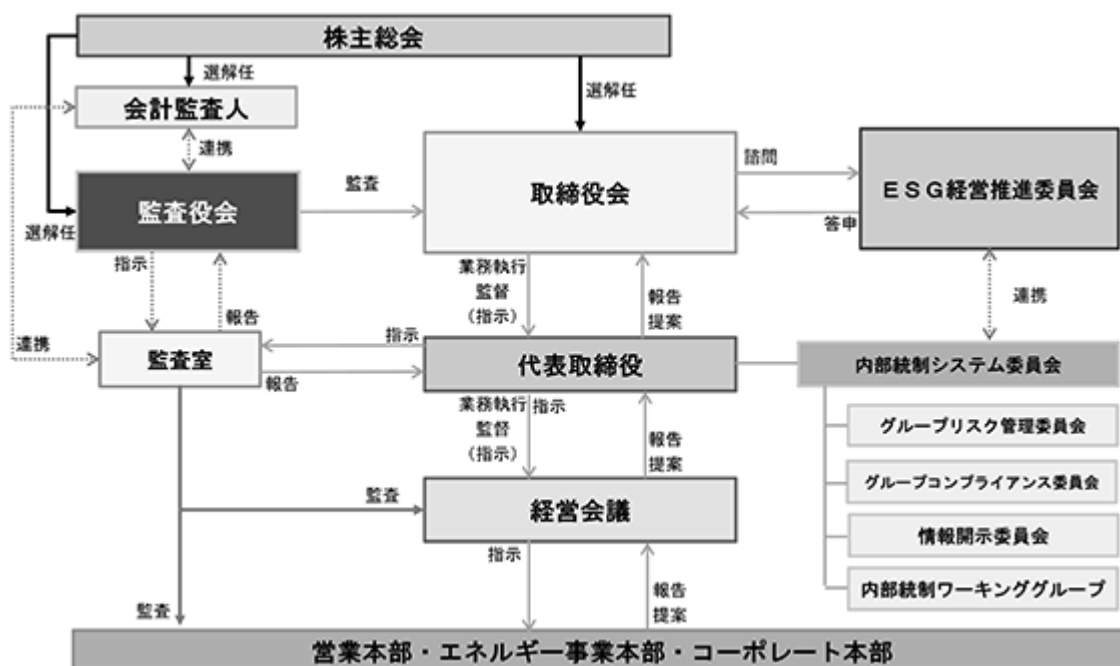 株主総会
選解任
選解任
会計監査人
連携
監査役会
選解任
監査
取締役会
諮問
答申
ESG経営推進委員会
指示
報告
業務執行
監督
(指示)
報告
提案
連携
連携
監査室
指示
報告
代表取締役
内部統制システム委員会
業務執行
監督
(指示)
指示
報告
提案
グループリスク管理委員会
グループコンプライアンス委員会
情報開示委員会
内部統制ワーキンググループ
監査
経営会議
指示
報告
提案
監査
営業本部・エネルギー事業本部・コーポレート本部